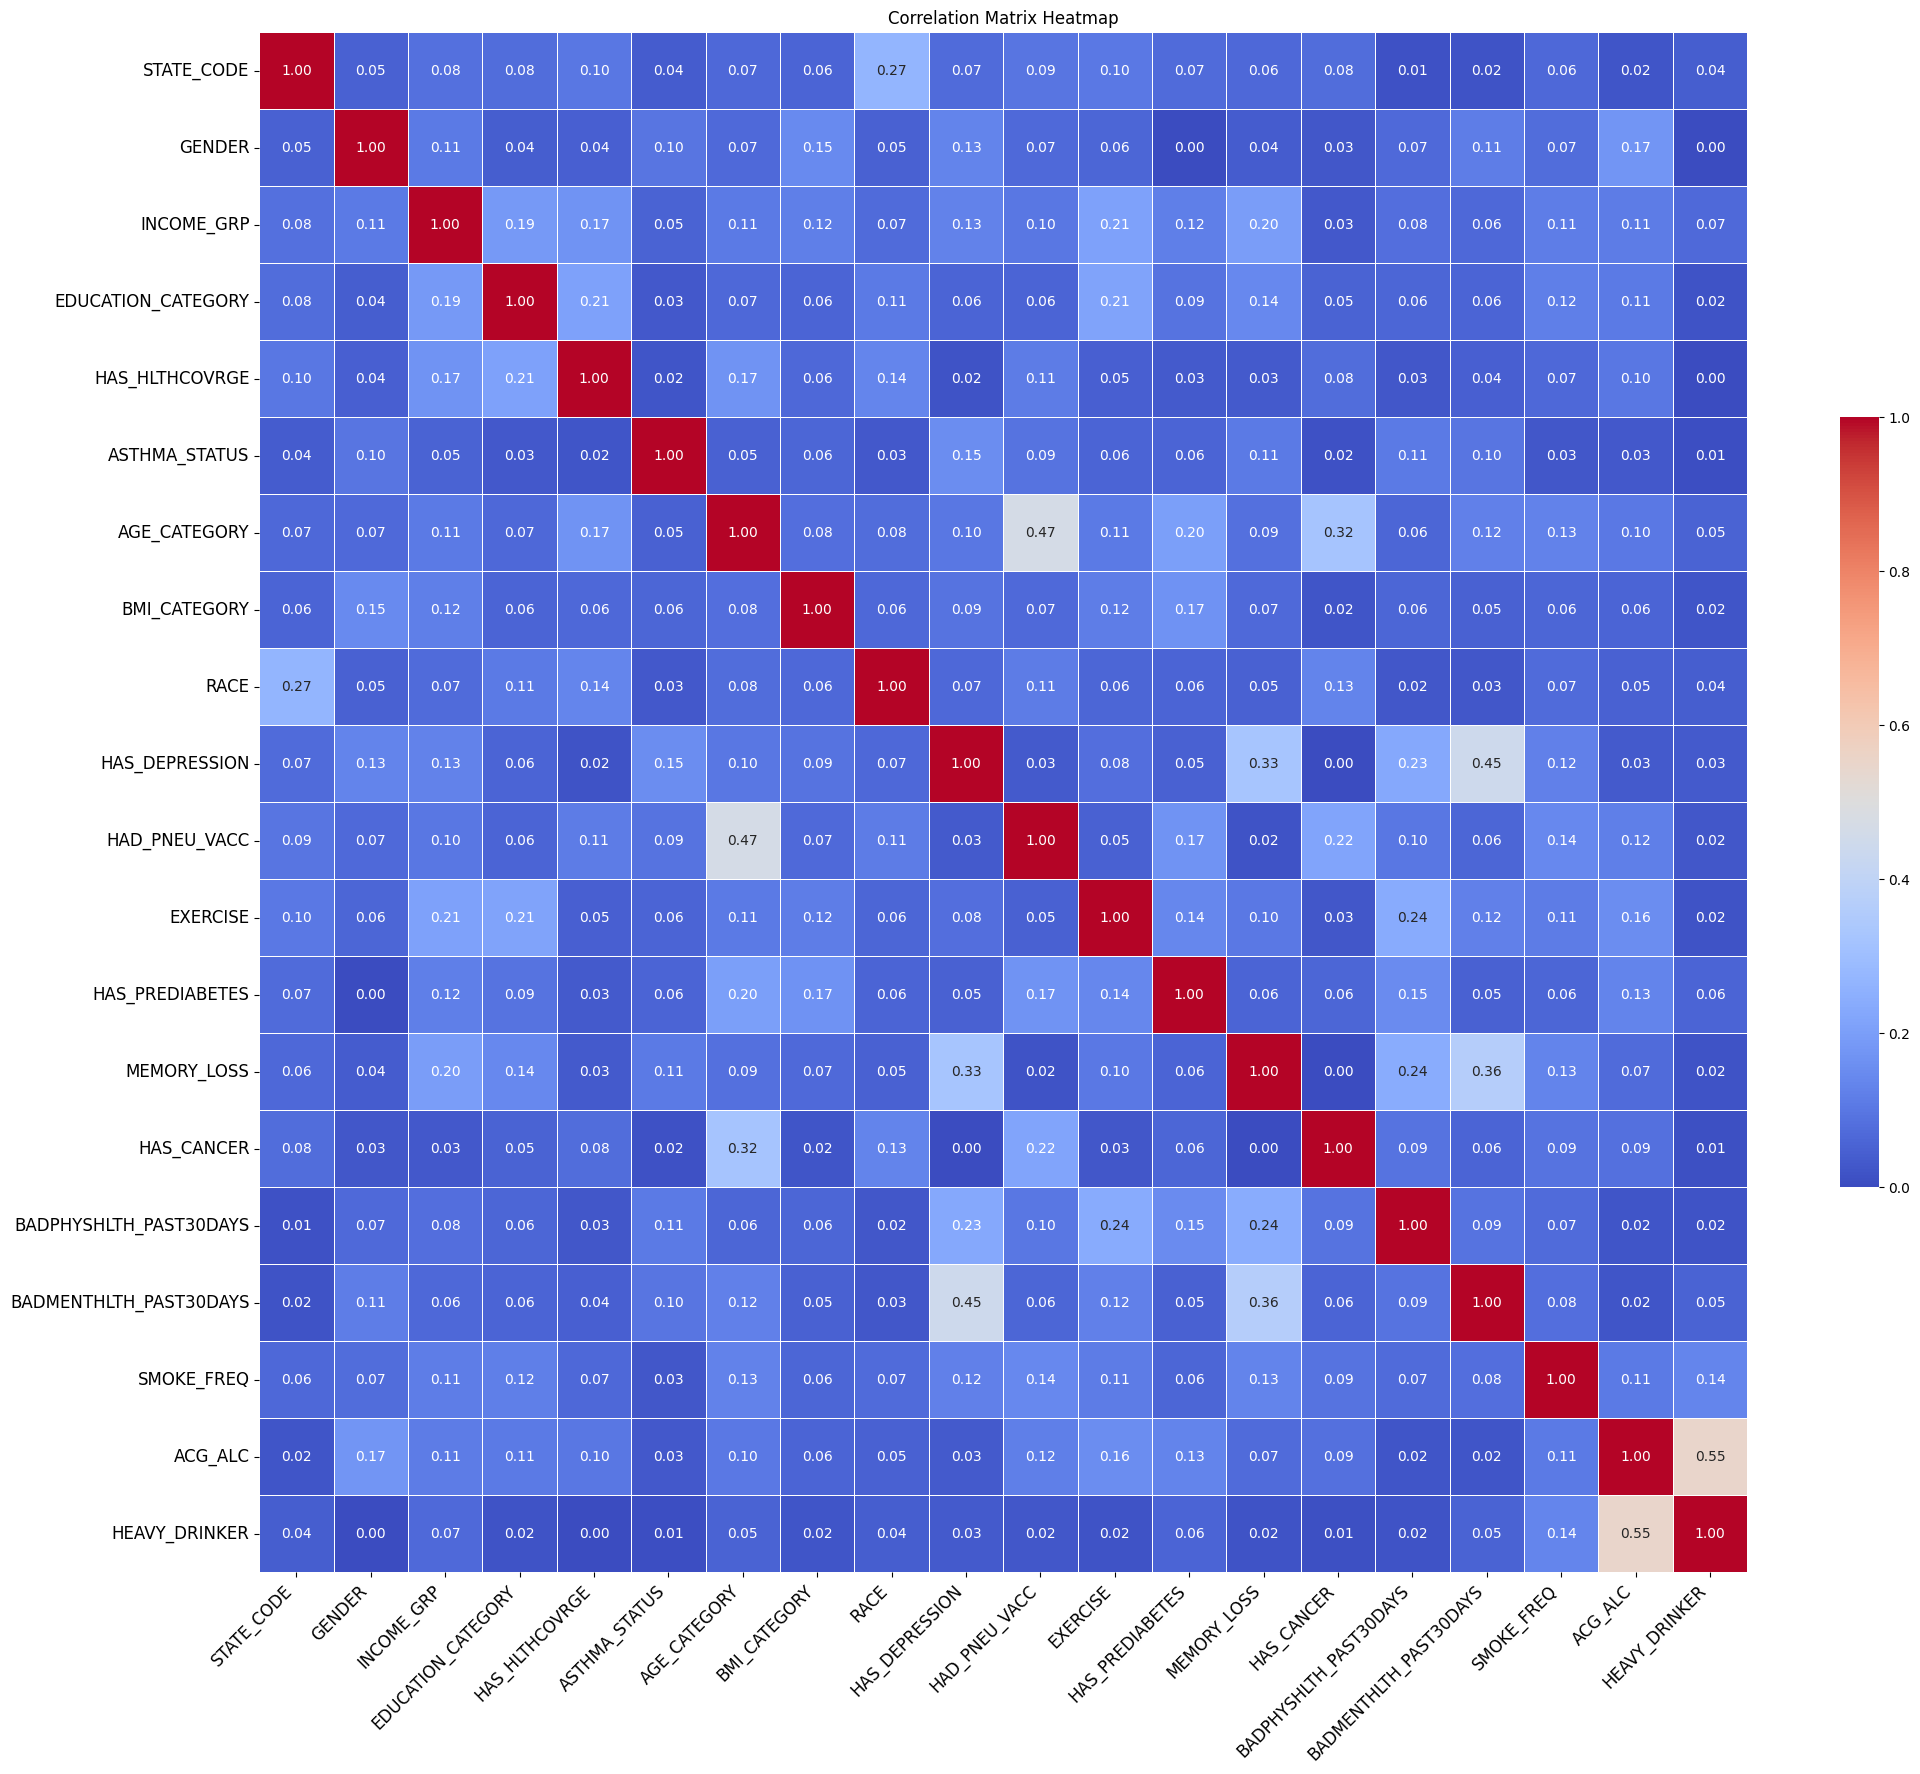 Correlation Matrix Heatmap
STATE_CODE 1.00 0.05 0.08 0.08 0.10 0.04 0.07 0.06 0.27 0.07 0.09 0.10 0.07 0.06 0.08 0.01 0.02 0.06 0.02 0.04
GENDER 0.05 1.00 0.11 0.04 0.04 0.10 0.07 0.15 0.05 0.13 0.07 0.06 0.00 0.04 0.03 0.07 0.11 0.07 0.17 0.00
INCOME_GRP 0.08 0.11 1.00 0.19 0.17 0.05 0.11 0.12 0.07 0.13 0.10 0.21 0.12 0.20 0.03 0.08 0.06 0.11 0.11 0.07
EDUCATION_CATEGORY 0.08 0.04 0.19 1.00 0.21 0.03 0.07 0.06 0.11 0.06 0.06 0.21 0.09 0.14 0.05 0.06 0.06 0.12 0.11 0.02
HAS_HLTHCOVRGE 0.10 0.04 0.17 0.21 1.00 0.02 0.17 0.06 0.14 0.02 0.11 0.05 0.03 0.03 0.08 0.03 0.04 0.07 0.10 0.00
ASTHMA_STATUS 0.04 0.10 0.05 0.03 0.02 1.00 0.05 0.06 0.03 0.15 0.09 0.06 0.06 0.11 0.02 0.11 0.10 0.03 0.03 0.01
AGE_CATEGORY 0.07 0.07 0.11 0.07 0.17 0.05 1.00 0.08 0.08 0.10 0.47 0.11 0.20 0.09 0.32 0.06 0.12 0.13 0.10 0.05
BMI_CATEGORY 0.06 0.15 0.12 0.06 0.06 0.06 0.08 1.00 0.06 0.09 0.07 0.12 0.17 0.07 0.02 0.06 0.05 0.06 0.06 0.02
RACE 0.27 0.05 0.07 0.11 0.14 0.03 0.08 0.06 1.00 0.07 0.11 0.06 0.06 0.05 0.13 0.02 0.03 0.07 0.05 0.04
HAS_DEPRESSION 0.07 0.13 0.13 0.06 0.02 0.15 0.10 0.09 0.07 1.00 0.03 0.08 0.05 0.33 0.00 0.23 0.45 0.12 0.03 0.03
HAD_PNEU_VACC 0.09 0.07 0.10 0.06 0.11 0.09 0.47 0.07 0.11 0.03 1.00 0.05 0.17 0.02 0.22 0.10 0.06 0.14 0.12 0.02
EXERCISE 0.10 0.06 0.21 0.21 0.05 0.06 0.11 0.12 0.06 0.08 0.05 1.00 0.14 0.10 0.03 0.24 0.12 0.11 0.16 0.02
HAS_PREDIABETES 0.07 0.00 0.12 0.09 0.03 0.06 0.20 0.17 0.06 0.05 0.17 0.14 1.00 0.06 0.06 0.15 0.05 0.06 0.13 0.06
MEMORY_LOSS 0.06 0.04 0.20 0.14 0.03 0.11 0.09 0.07 0.05 0.33 0.02 0.10 0.06 1.00 0.00 0.24 0.36 0.13 0.07 0.02
HAS_CANCER 0.08 0.03 0.03 0.05 0.08 0.02 0.32 0.02 0.13 0.00 0.22 0.03 0.06 0.00 1.00 0.09 0.06 0.09 0.09 0.01
BADPHYSHLTH_PAST30DAYS 0.01 0.07 0.08 0.06 0.03 0.11 0.06 0.06 0.02 0.23 0.10 0.24 0.15 0.24 0.09 1.00 0.09 0.07 0.02 0.02
BADMENTHLTH_PAST30DAYS 0.02 0.11 0.06 0.06 0.04 0.10 0.12 0.05 0.03 0.45 0.06 0.12 0.05 0.36 0.06 0.09 1.00 0.08 0.02 0.05
SMOKE_FREQ 0.06 0.07 0.11 0.12 0.07 0.03 0.13 0.06 0.07 0.12 0.14 0.11 0.06 0.13 0.09 0.07 0.08 1.00 0.11 0.14
ACG_ALC 0.02 0.17 0.11 0.11 0.10 0.03 0.10 0.06 0.05 0.03 0.12 0.16 0.13 0.07 0.09 0.02 0.02 0.11 1.00 0.55
HEAVY_DRINKER 0.04 0.00 0.07 0.02 0.00 0.01 0.05 0.02 0.04 0.03 0.02 0.02 0.06 0.02 0.01 0.02 0.05 0.14 0.55 1.00
STATE_CODE
GENDER
INCOME_GRP
EDUCATION_CATEGORY
HAS_HLTHCOVRGE
ASTHMA_STATUS
AGE_CATEGORY
BMI_CATEGORY
RACE
HAS_DEPRESSION
HAD_PNEU_VACC
EXERCISE
HAS_PREDIABETES
MEMORY_LOSS
HAS_CANCER
BADPHYSHLTH_PAST30DAYS
BADMENTHLTH_PAST30DAYS
SMOKE_FREQ
ACG_ALC
HEAVY_DRINKER
1.0
0.8
0.6
0.4
0.2
0.0